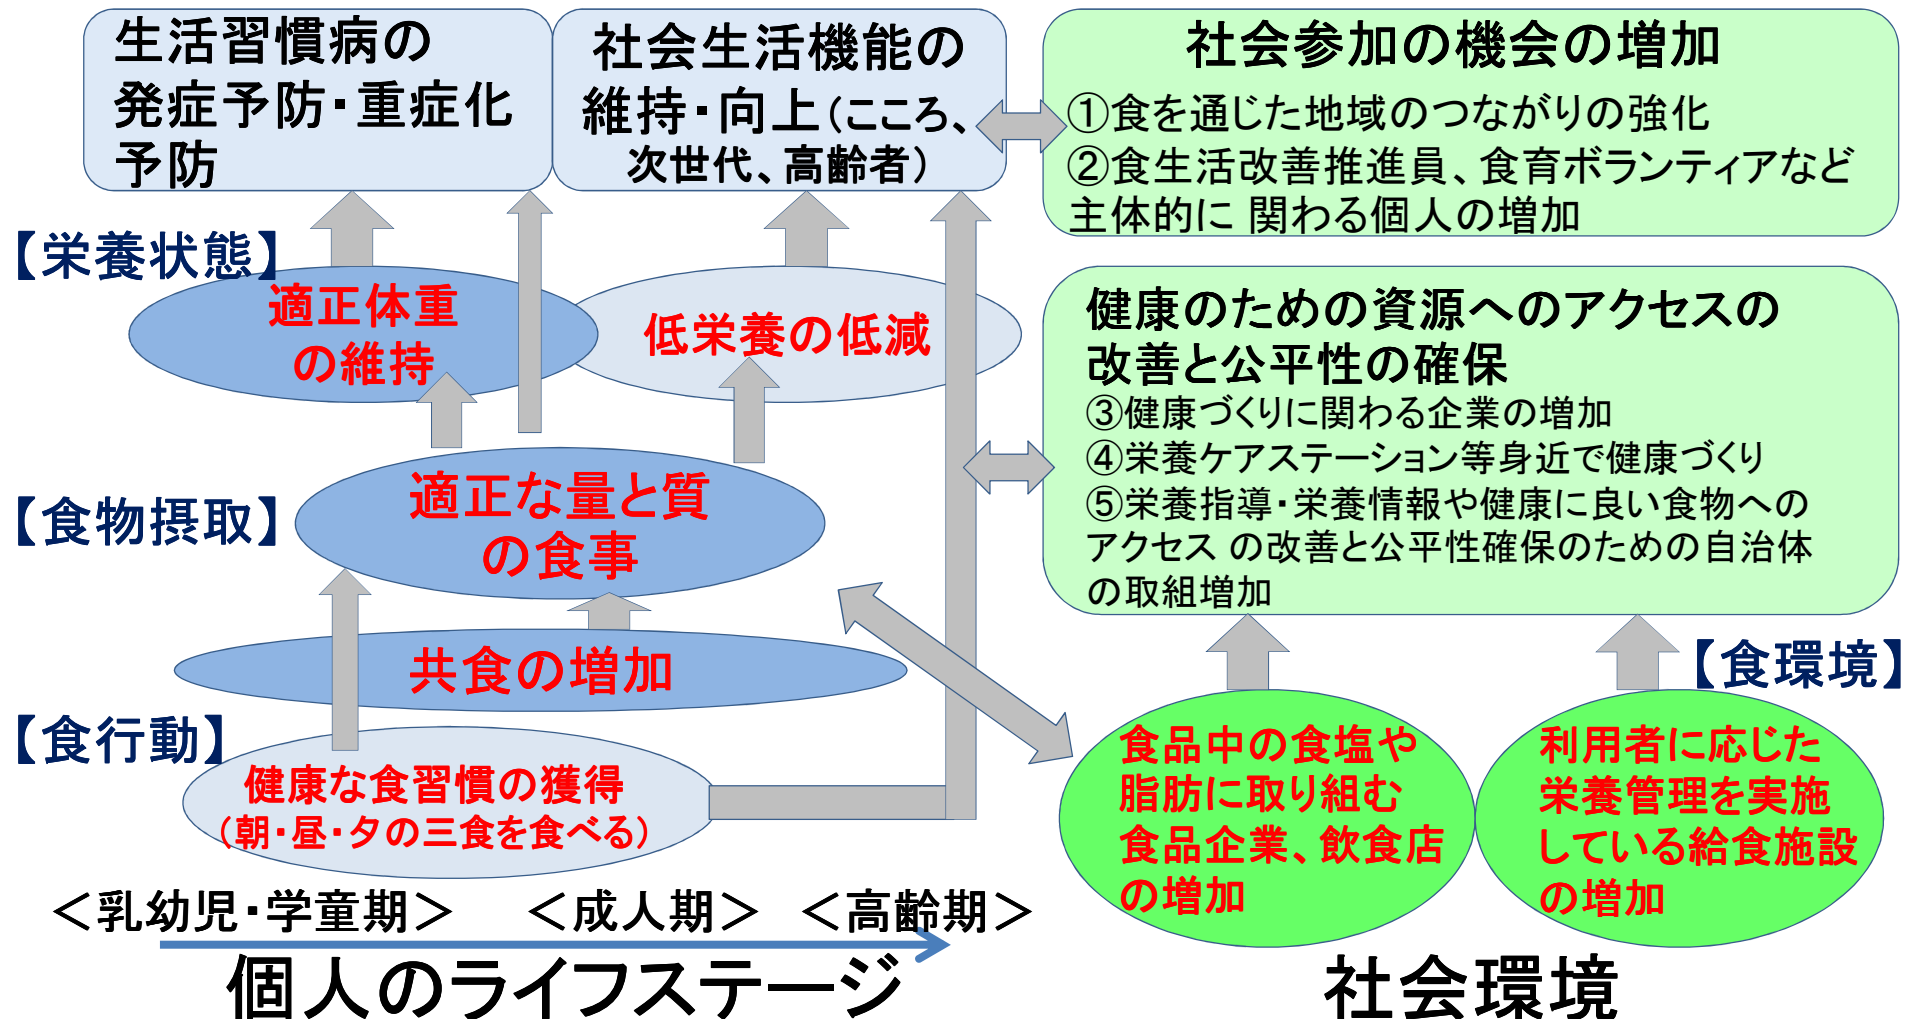 生活習慣病の
発症予防・重症化
予防
社会生活機能の
維持・向上（こころ、
次世代、高齢者）
社会参加の機会の増加
①食を通じた地域のつながりの強化
②食生活改善推進員、食育ボランティアなど
主体的に 関わる個人の増加
【栄養状態】
適正体重
の維持
低栄養の低減
健康のための資源へのアクセスの
改善と公平性の確保
③健康づくりに関わる企業の増加
④栄養ケアステーション等身近で健康づくり
⑤栄養指導・栄養情報や健康に良い食物への
アクセス の改善と公平性確保のための自治体
の取組増加
【食物摂取】
適正な量と質
の食事
共食の増加
【食行動】
健康な食習慣の獲得
（朝・昼・夕の三食を食べる）
【食環境】
食品中の食塩や
脂肪に取り組む
食品企業、飲食店
の増加
利用者に応じた
栄養管理を実施
している給食施設
の増加
＜乳幼児・学童期＞ ＜成人期＞ ＜高齢期＞
個人のライフステージ
社会環境